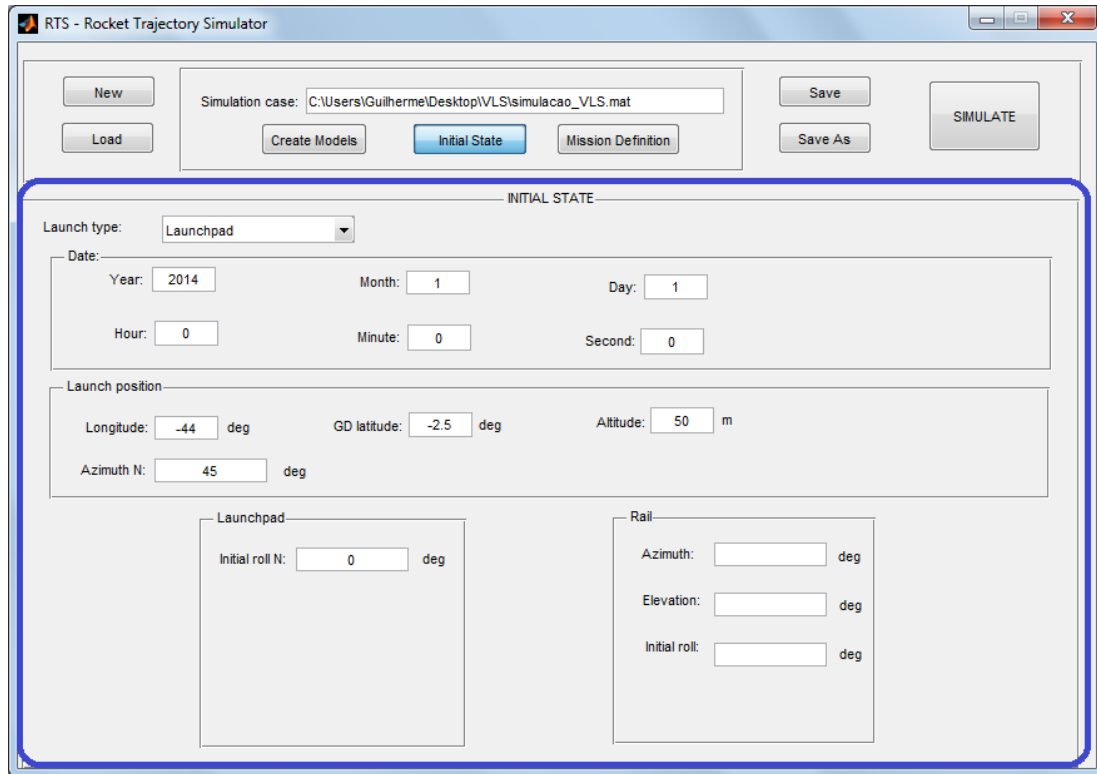 RTS - Rocket Trajectory Simulator
New
Simulation case: C:\Users\Guilherme\Desktop\VLS\simulacao_VLS.mat
Save
SIMULATE
Load
Create Models
Initial State
Mission Definition
Save As
INITIAL STATE
Launch type: Launchpad
Date:
Year: 2014 Month: 1 Day: 1
Hour: 0 Minute: 0 Second: 0
Launch position
Longitude: -44 deg GD latitude: -2.5 deg Altitude: 50 m
Azimuth N: 45 deg
Launchpad
Initial roll N: 0 deg
Rail
Azimuth: deg
Elevation: deg
Initial roll: deg